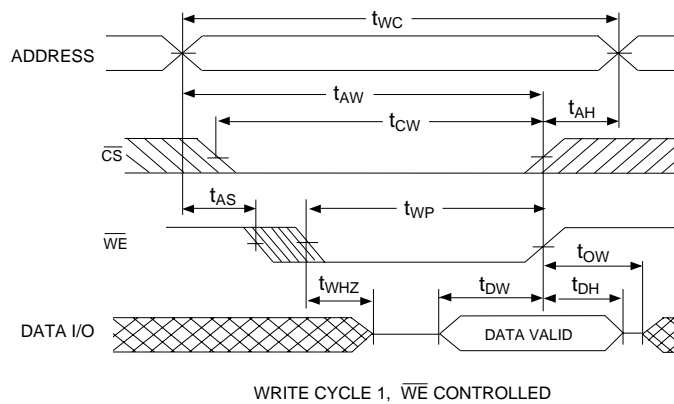 tWC
ADDRESS
tAW
tAH
tCW
CS
tAS
tWP
WE
tOW
tWHZ
tDW
tDH
DATA I/O
DATA VALID
WRITE CYCLE 1, WE CONTROLLED